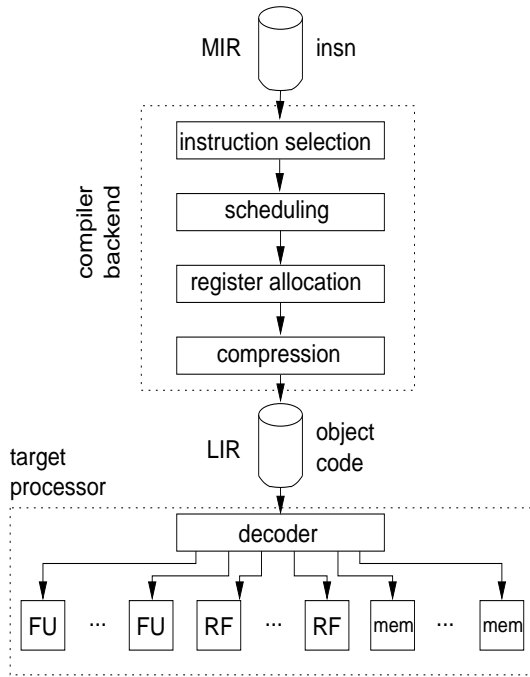 MIR insn
instruction selection
scheduling
register allocation
compression
compiler
backend
LIR object
code
target
processor
decoder
FU ... FU RF ... RF mem ... mem